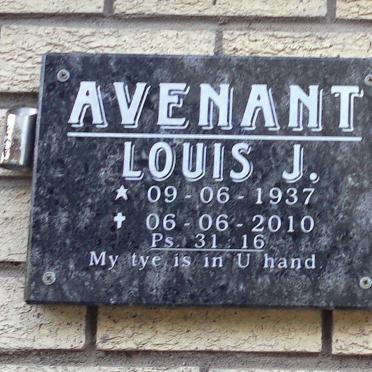 AVENANT
LOUIS J.
★ 09-06-1937
✝ 06-06-2010
Ps. 31:16
My tye is in U hand.